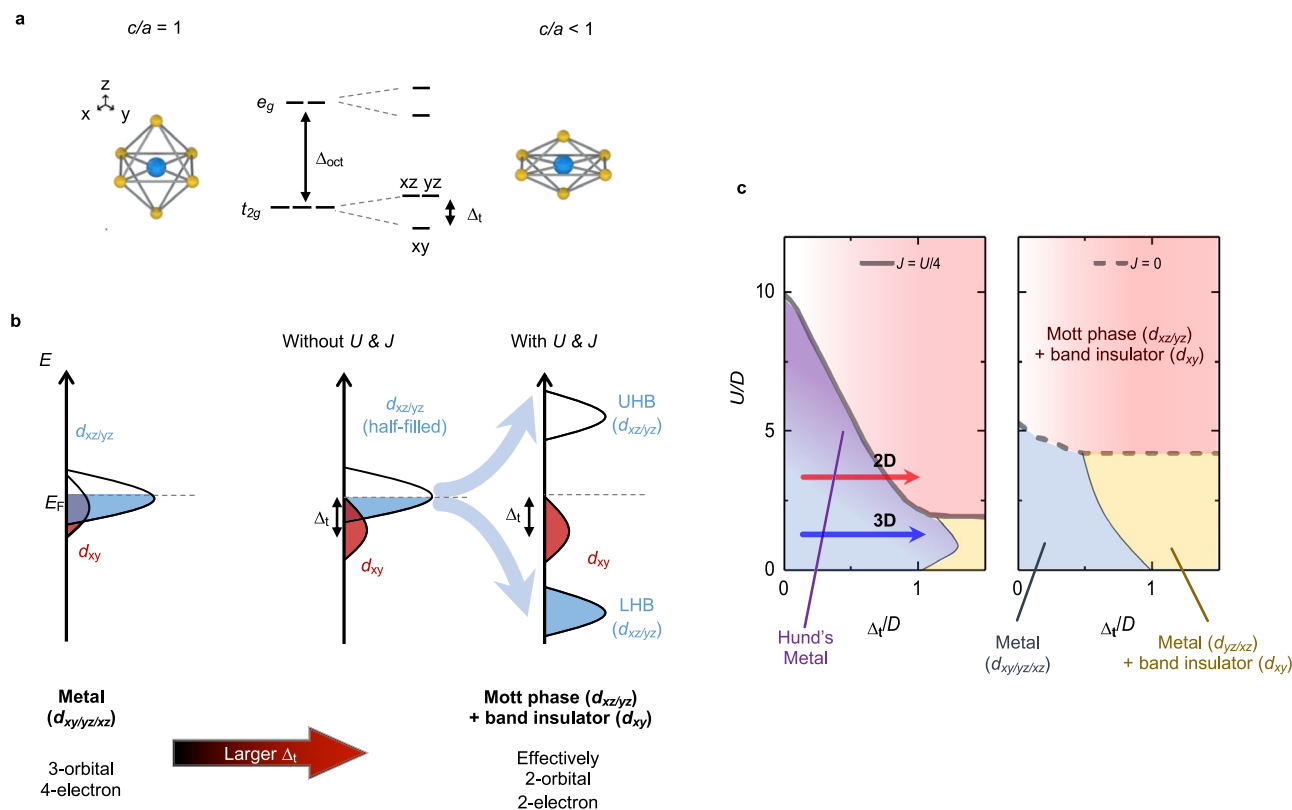 a
c/a = 1
c/a < 1
z
x
y
e_g
Δ_oct
xz yz
t_2g
Δ_t
xy
b
Without U & J
With U & J
E
d_xz/yz
E_F
d_xy
d_xz/yz
(half-filled)
Δ_t
d_xy
UHB
(d_xz/yz)
Δ_t
d_xy
LHB
(d_xz/yz)
Metal
(d_xy/yz/xz)
3-orbital
4-electron
Larger Δ_t
Mott phase (d_xz/yz)
+ band insulator (d_xy)
Effectively
2-orbital
2-electron
c
U/D
10
5
0
J = U/4
2D
3D
0
1
Δ_t/D
Hund's
Metal
J = 0
Mott phase (d_xz/yz)
+ band insulator (d_xy)
0
1
Δ_t/D
Metal
(d_xy/yz/xz)
Metal (d_yz/xz)
+ band insulator (d_xy)